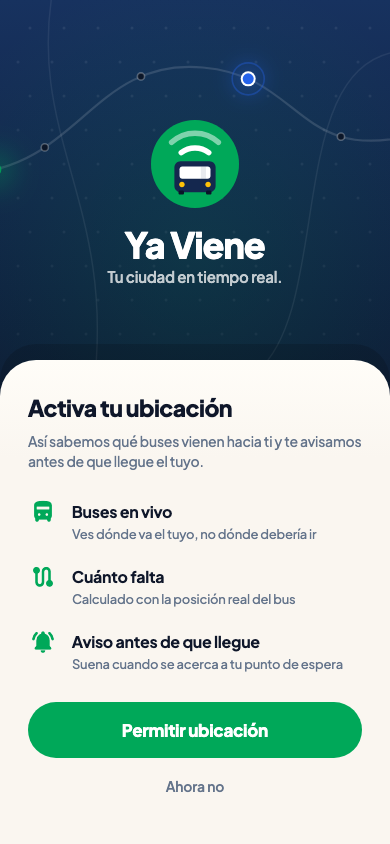 Ya Viene
Tu ciudad en tiempo real.
Activa tu ubicación
Así sabemos qué buses vienen hacia ti y te avisamos
antes de que llegue el tuyo.
Buses en vivo
Ves dónde va el tuyo, no dónde debería ir
Cuánto falta
Calculado con la posición real del bus
Aviso antes de que llegue
Suena cuando se acerca a tu punto de espera
Permitir ubicación
Ahora no